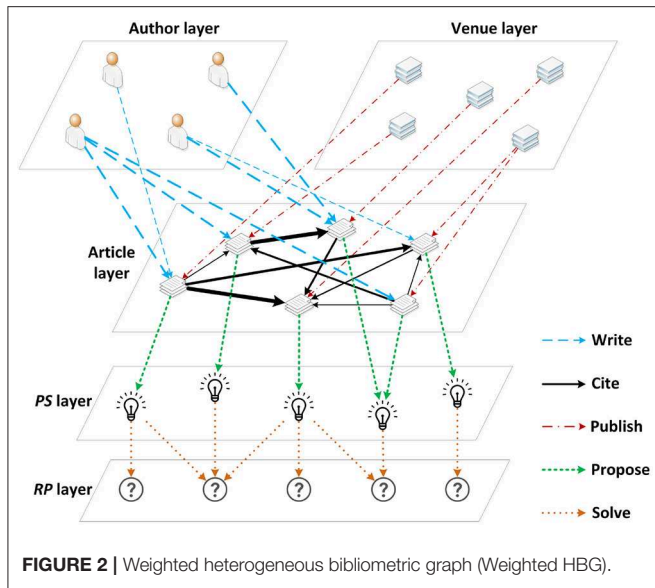 Author layer
Venue layer
Article
layer
PS layer
RP layer
? ? ? ? ?
Write
Cite
Publish
Propose
Solve
FIGURE 2 | Weighted heterogeneous bibliometric graph (Weighted HBG).